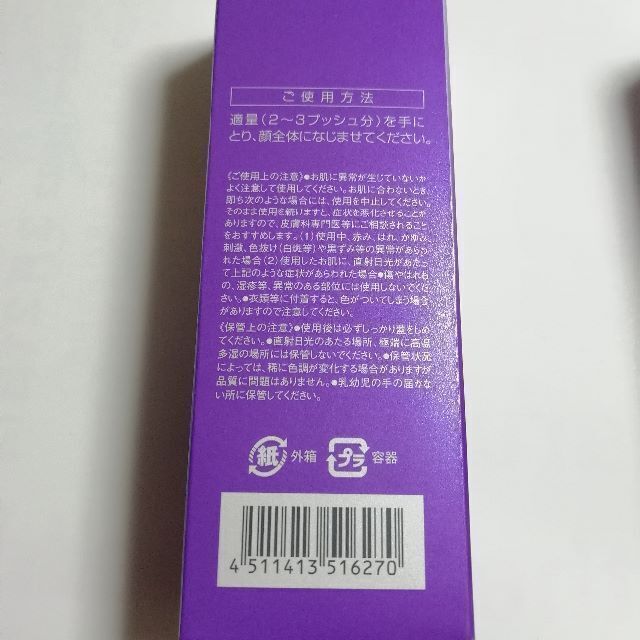 ご使用方法
適量(2〜3プッシュ分)を手に
とり、顔全体になじませてください。
《ご使用上の注意》●お肌に異常が生じていないか
よく注意して使用してください。お肌に合わないとき、
即ち次のような場合には、使用を中止してください。
そのまま使用を続けますと、症状を悪化させることが
ありますので、皮膚科専門医等にご相談されること
をおすすめします。(1)使用中、赤み、はれ、かゆみ、
刺激、色抜け(白斑等)や黒ずみ等の異常があらわ
れた場合(2)使用したお肌に、直射日光があたっ
て上記のような症状があらわれた場合●傷やはれも
の、湿疹等、異常のある部位には使用しないでくだ
さい。●衣類等に付着すると、色がついてしまう場合
がありますので注意してください。
《保管上の注意》●使用後は必ずしっかり蓋をしめ
てください。●直射日光のあたる場所、極端に高温
多湿の場所には保管しないでください。●保管状況
によっては、稀に色調が変化する場合がありますが
品質に問題はありません。●乳幼児の手の届かな
い所に保管してください。
紙 外箱 プラ 容器
4 511413 516270